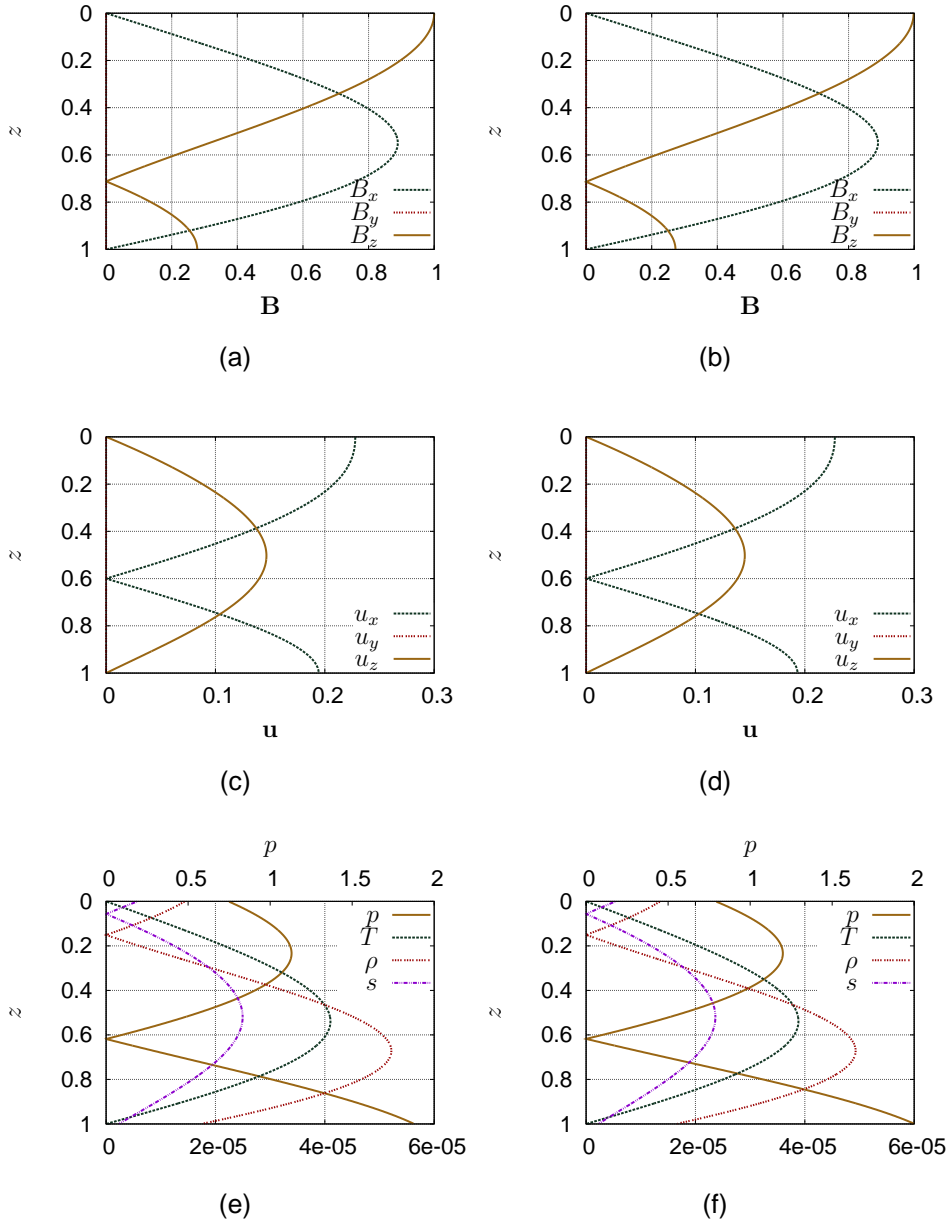 0
0.2
0.4
0.6
0.8
1
z
0 0.2 0.4 0.6 0.8 1
B
B_x
B_y
B_z
(a)
0
0.2
0.4
0.6
0.8
1
z
0 0.2 0.4 0.6 0.8 1
B
B_x
B_y
B_z
(b)
0
0.2
0.4
0.6
0.8
1
z
0 0.1 0.2 0.3
u
u_x
u_y
u_z
(c)
0
0.2
0.4
0.6
0.8
1
z
0 0.1 0.2 0.3
u
u_x
u_y
u_z
(d)
p
0 0.5 1 1.5 2
0
0.2
0.4
0.6
0.8
1
z
p
T
ρ
s
0 2e-05 4e-05 6e-05
(e)
p
0 0.5 1 1.5 2
0
0.2
0.4
0.6
0.8
1
z
p
T
ρ
s
0 2e-05 4e-05 6e-05
(f)